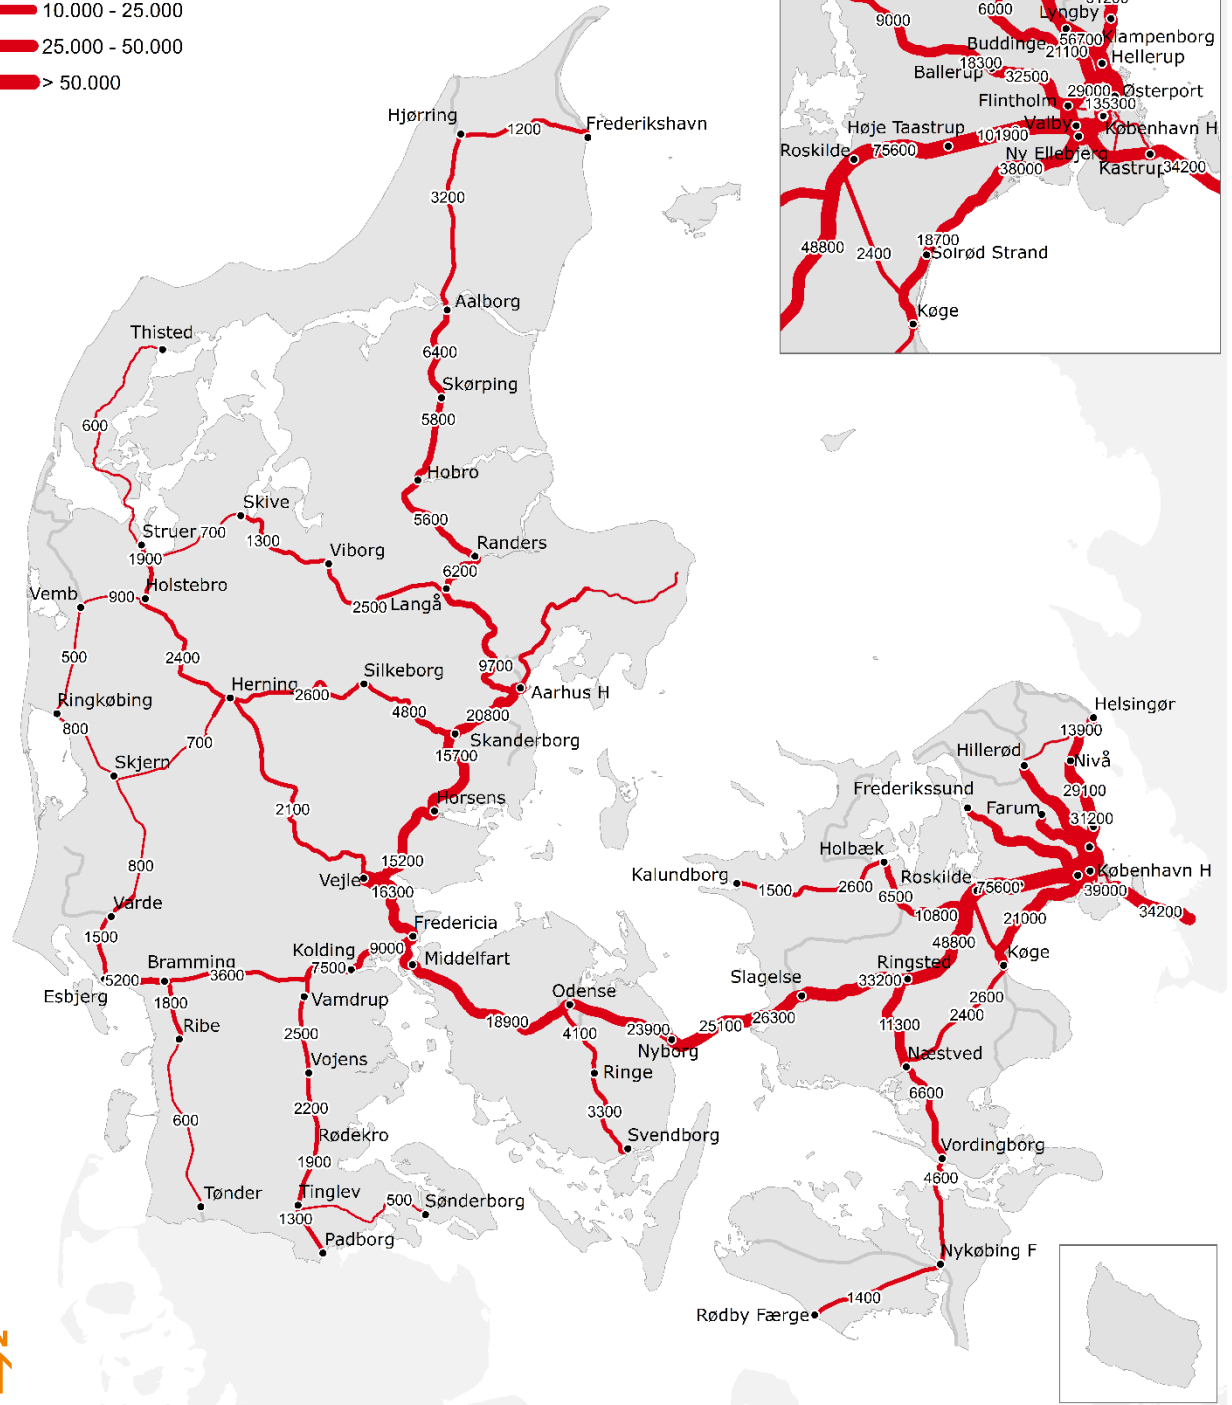 10.000 - 25.000
25.000 - 50.000
> 50.000
9000
6000
Lyngby
56700
Klampenborg
Buddinge
21100
Hellerup
18300
Ballerup
32500
29000
Østerport
Flintholm
135300
Høje Taastrup
101900
Valby
København H
Roskilde
75600
Ny Ellebjerg
38000
Kastrup
34200
48800
2400
18700
Solrød Strand
Køge
Hjørring
1200
Frederikshavn
3200
Aalborg
Thisted
6400
Skørping
600
5800
Hobro
Skive
5600
Struer
700
1300
Viborg
Randers
1900
6200
Vemb
900
Holstebro
2500
Langå
500
2400
9700
Silkeborg
Herning
2600
Aarhus H
Ringkøbing
4800
20800
800
700
Skanderborg
15700
Skjern
Horsens
2100
800
15200
Vejle
16300
Varde
1500
Fredericia
Kolding
9000
Middelfart
Bramming
3600
7500
5200
Esbjerg
1800
Vamdrup
Ribe
2500
Vojens
600
2200
Rødekro
1900
Tønder
Tinglev
500
Sønderborg
1300
Padborg
Odense
18900
4100
23900
Nyborg
25100
26300
Ringe
3300
Svendborg
Helsingør
13900
Hillerød
Nivå
Frederikssund
29100
Farum
31200
Holbæk
Kalundborg
1500
2600
6500
Roskilde
75600
København H
39000
10800
21000
34200
48800
Køge
Slagelse
Ringsted
33200
2600
11300
2400
Næstved
6600
Vordingborg
4600
Nykøbing F
1400
Rødby Færge